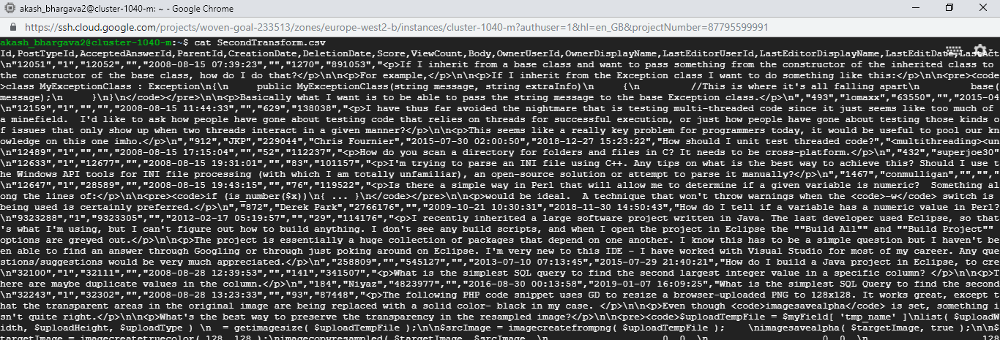 akash_bhargava2@cluster-1040-m: ~ - Google Chrome
https://ssh.cloud.google.com/projects/woven-goal-233513/zones/europe-west2-b/instances/cluster-1040-m?authuser=1&hl=en_GB&projectNumber=87795599991
akash_bhargava2@cluster-1040-m:~$ cat SecondTransform.csv
Id,PostTypeId,AcceptedAnswerId,ParentId,CreationDate,DeletionDate,Score,ViewCount,Body,OwnerUserId,OwnerDisplayName,LastEditorUserId,LastEditorDisplayName,LastEditDate,LastAct
\n"12051","1","12052","","2008-08-15 07:39:23","","1270","891053","<p>If I inherit from a base class and want to pass something from the constructor of the inherited class to
the constructor of the base class, how do I do that?</p>\n\n<p>For example,</p>\n\n<p>If I inherit from the Exception class I want to do something like this:</p>\n\n<pre><code
>class MyExceptionClass : Exception\n{\n     public MyExceptionClass(string message, string extraInfo)\n     {\n         //This is where it's all falling apart\n         base(
message);\n     }\n}\n</code></pre>\n\n<p>Basically what I want is to be able to pass the string message to the base Exception class.</p>\n","493","lomaxx","63550","","2015-04
\n"12159","1","","","2008-08-15 11:44:33","","629","138038","<p>I have thus far avoided the nightmare that is testing multi-threaded code since it just seems like too much of
a minefield.  I'd like to ask how people have gone about testing code that relies on threads for successful execution, or just how people have gone about testing those kinds o
f issues that only show up when two threads interact in a given manner?</p>\n\n<p>This seems like a really key problem for programmers today, it would be useful to pool our kn
owledge on this one imho.</p>\n","912","JKP","229044","Chris Fournier","2015-07-30 02:00:50","2018-12-27 15:23:22","How should I unit test threaded code?","<multithreading><un
\n"12489","1","","","2008-08-15 17:15:04","","52","112237","<p>How do you scan a directory for folders and files in C? It needs to be cross-platform.</p>\n","432","superjoe30"
\n"12633","1","12677","","2008-08-15 19:31:01","","83","101157","<p>I'm trying to parse an INI file using C++. Any tips on what is the best way to achieve this? Should I use t
he Windows API tools for INI file processing (with which I am totally unfamiliar), an open-source solution or attempt to parse it manually?</p>\n","1467","conmulligan","","","
\n"12647","1","28589","","2008-08-15 19:43:15","","76","119522","<p>Is there a simple way in Perl that will allow me to determine if a given variable is numeric?  Something al
ong the lines of:</p>\n\n<pre><code>if (is_number($x))\n{ ... }\n</code></pre>\n\n<p>would be ideal.  A technique that won't throw warnings when the <code>-w</code> switch is
being used is certainly preferred.</p>\n","872","Derek Park","2766176","","2009-10-21 10:30:31","2018-11-30 14:50:43","How do I tell if a variable has a numeric value in Perl?
\n"9323288","1","9323305","","2012-02-17 05:19:57","","29","114176","<p>I recently inherited a large software project written in Java. The last developer used Eclipse, so that
's what I'm using, but I can't figure out how to build anything. I don't see any build scripts, and when I open the project in Eclipse the ""Build All"" and ""Build Project""
options are greyed out.</p>\n\n<p>The project is essentially a huge collection of packages that depend on one another. I know this has to be a simple question but I haven't be
en able to find an answer through Googling or through just poking around on Eclipse. I'm very new to this IDE - I have worked with Visual Studio for most of my career. Any que
stions/suggestions would be very much appreciated.</p>\n","258809","","545127","","2013-07-10 07:13:45","2015-07-29 21:40:21","How do I build a Java project in Eclipse, to cre
\n"32100","1","32111","","2008-08-28 12:39:53","","141","341507","<p>What is the simplest SQL query to find the second largest integer value in a specific column? </p>\n\n<p>T
here are maybe duplicate values in the column.</p>\n","184","Niyaz","4823977","","2016-08-30 00:13:58","2019-01-07 16:09:25","What is the simplest SQL Query to find the second
\n"32243","1","32302","","2008-08-28 13:23:33","","93","87448","<p>The following PHP code snippet uses GD to resize a browser-uploaded PNG to 128x128. It works great, except t
hat the transparent areas in the original image are being replaced with a solid color- black in my case. </p>\n\n<p>Even though <code>imagesavealpha</code> is set, something i
sn't quite right.</p>\n\n<p>What's the best way to preserve the transparency in the resampled image?</p>\n\n<pre><code>$uploadTempFile = $myField[ 'tmp_name' ]\nlist( $uploadW
idth, $uploadHeight, $uploadType ) \n  = getimagesize( $uploadTempFile );\n\n$srcImage = imagecreatefrompng( $uploadTempFile );    \nimagesavealpha( $targetImage, true );\n\n$
targetImage = imagecreatetruecolor( 128, 128 );\nimagecopyresampled( $targetImage, $srcImage, \n                    0, 0, \n                    0, 0, \n                    128